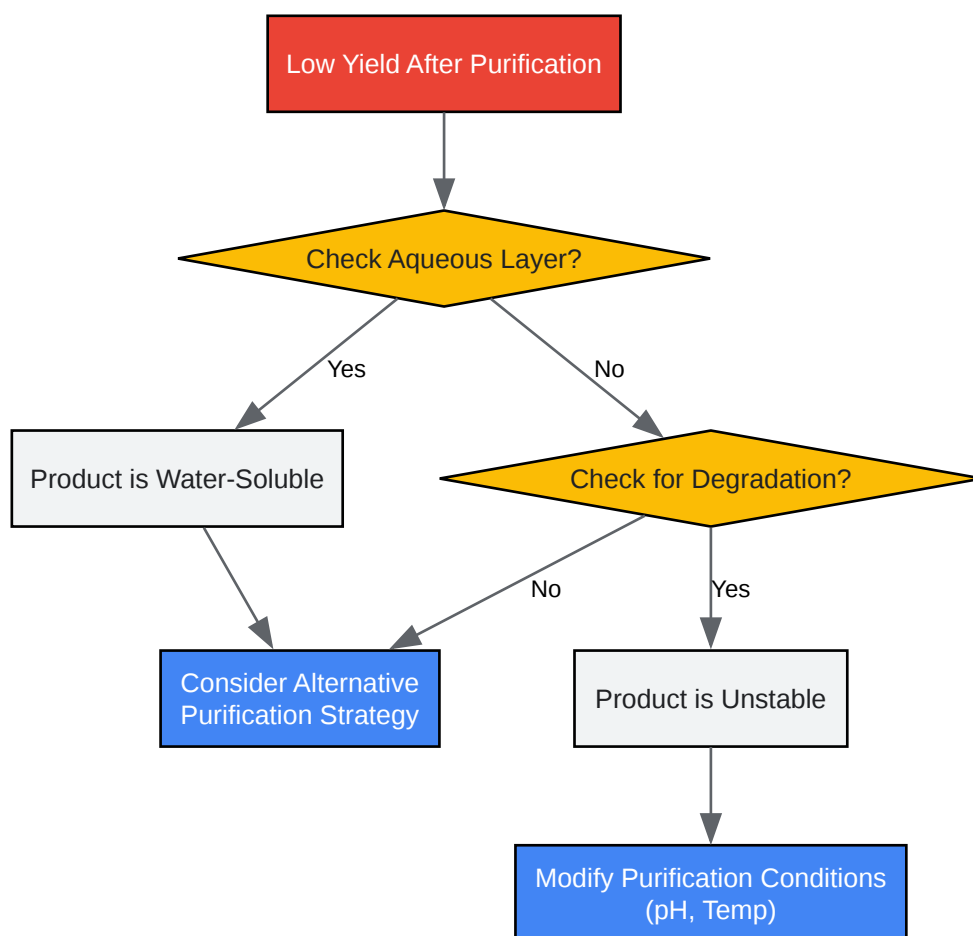 Low Yield After Purification
Check Aqueous Layer?
Yes
No
Product is Water-Soluble
Check for Degradation?
No
Yes
Consider Alternative
Purification Strategy
Product is Unstable
Modify Purification Conditions
(pH, Temp)